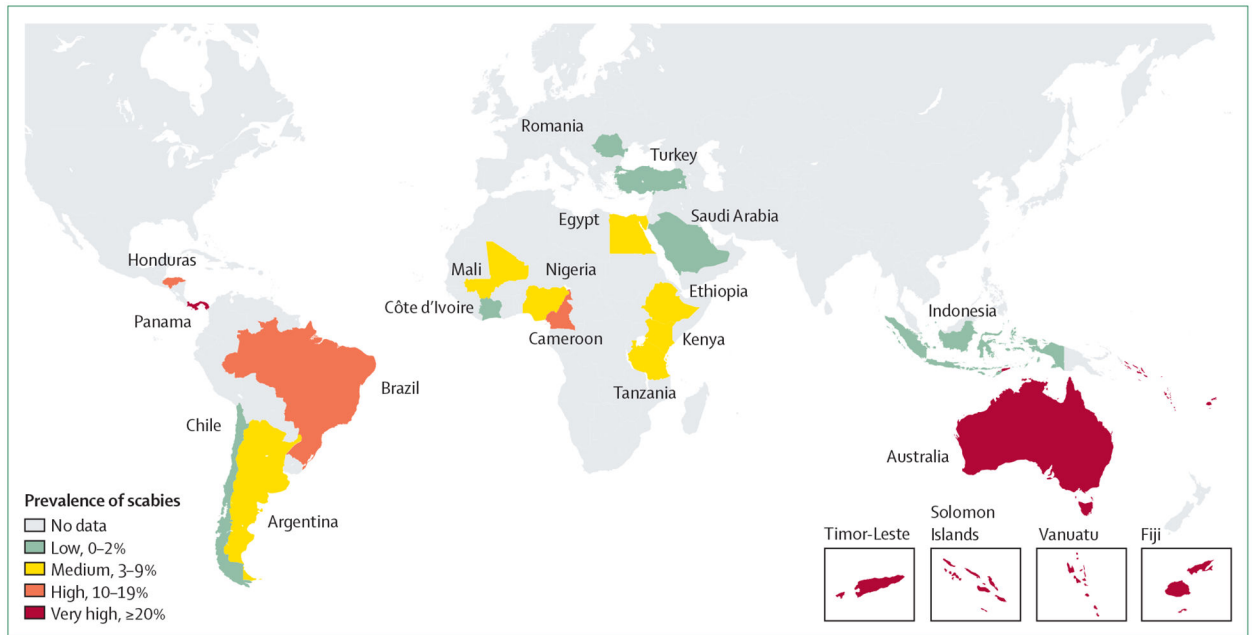 Romania
Turkey
Egypt
Saudi Arabia
Honduras
Mali
Nigeria
Ethiopia
Côte d’Ivoire
Indonesia
Panama
Cameroon
Kenya
Brazil
Tanzania
Chile
Australia
Argentina
Prevalence of scabies
No data
Low, 0–2%
Medium, 3–9%
High, 10–19%
Very high, ≥20%
Timor-Leste
Solomon
Islands
Vanuatu
Fiji